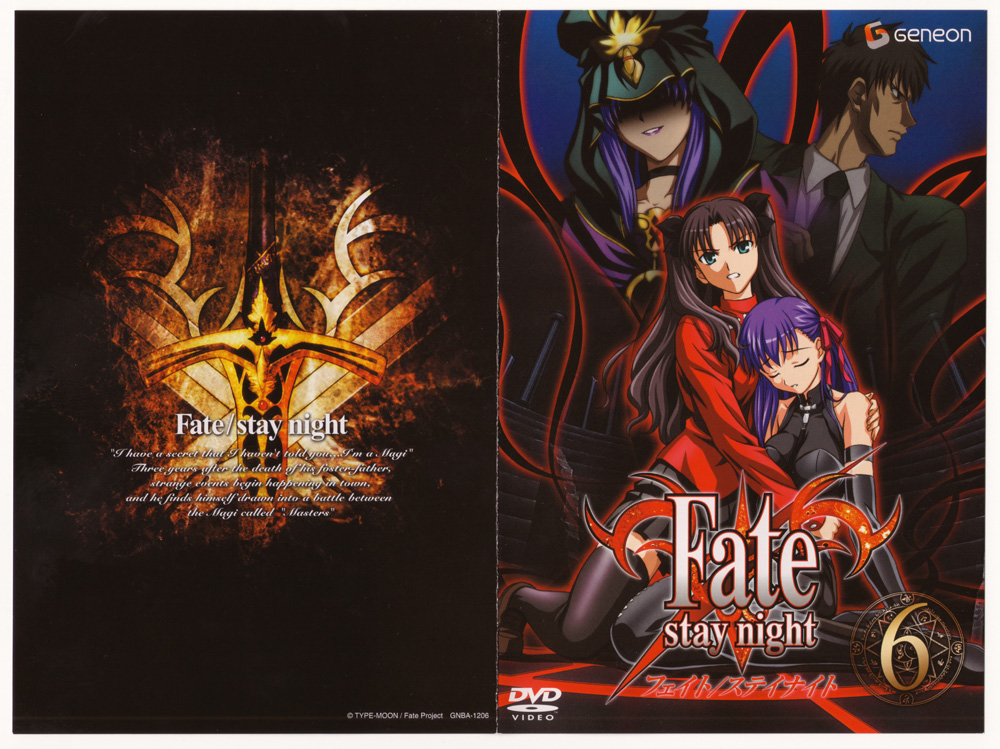 Fate/stay night
"I have a secret that I haven't told you...I'm a Magi"
Three years after the death of his foster-father,
strange events begin happening in town,
and he finds himself drawn into a battle between
the Magi called "Masters"
© TYPE-MOON / Fate Project GNBA-1206
GENEON
Fate
stay night
フェイト/ステイナイト
6
DVD
VIDEO